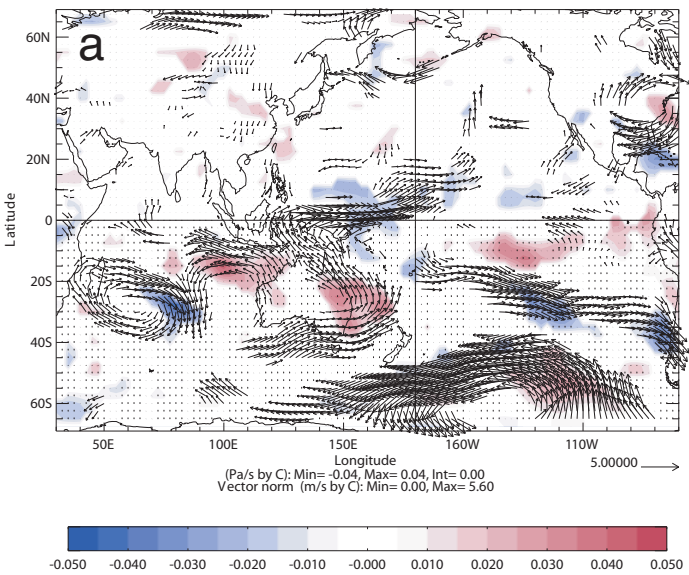 a
60N
40N
20N
0
20S
40S
60S
Latitude
50E 100E 150E 160W 110W
Longitude
5.00000
(Pa/s by C): Min= -0.04, Max= 0.04, Int= 0.00
Vector norm (m/s by C): Min= 0.00, Max= 5.60
-0.050 -0.040 -0.030 -0.020 -0.010 -0.000 0.010 0.020 0.030 0.040 0.050